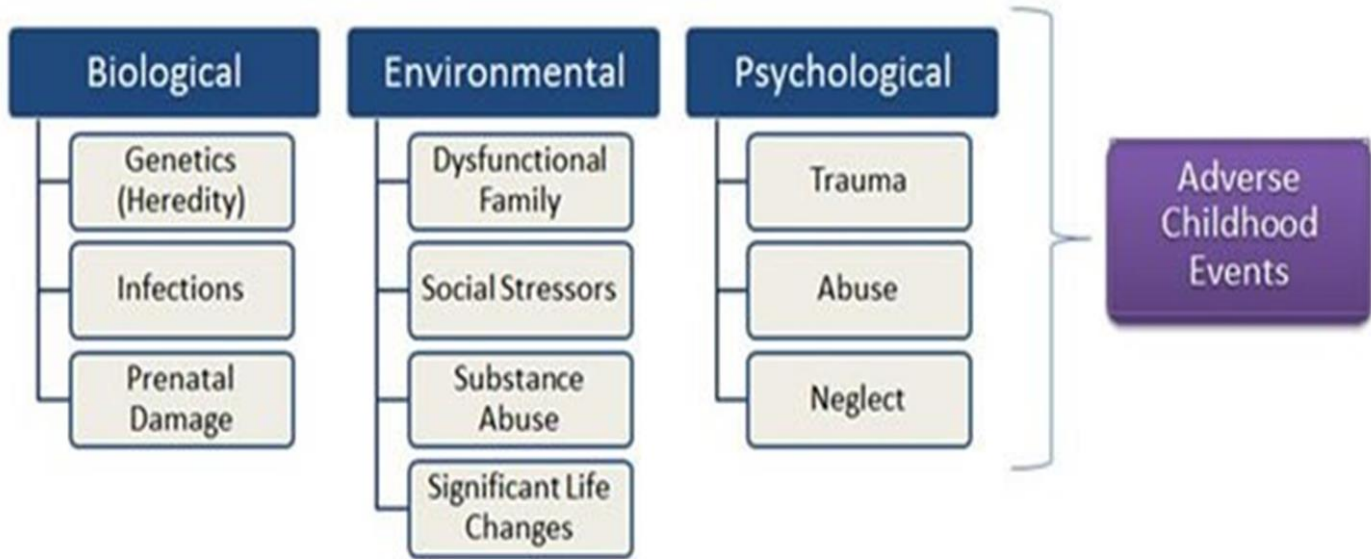 Biological
Genetics
(Heredity)
Infections
Prenatal
Damage
Environmental
Dysfunctional
Family
Social Stressors
Substance
Abuse
Significant Life
Changes
Psychological
Trauma
Abuse
Neglect
Adverse
Childhood
Events